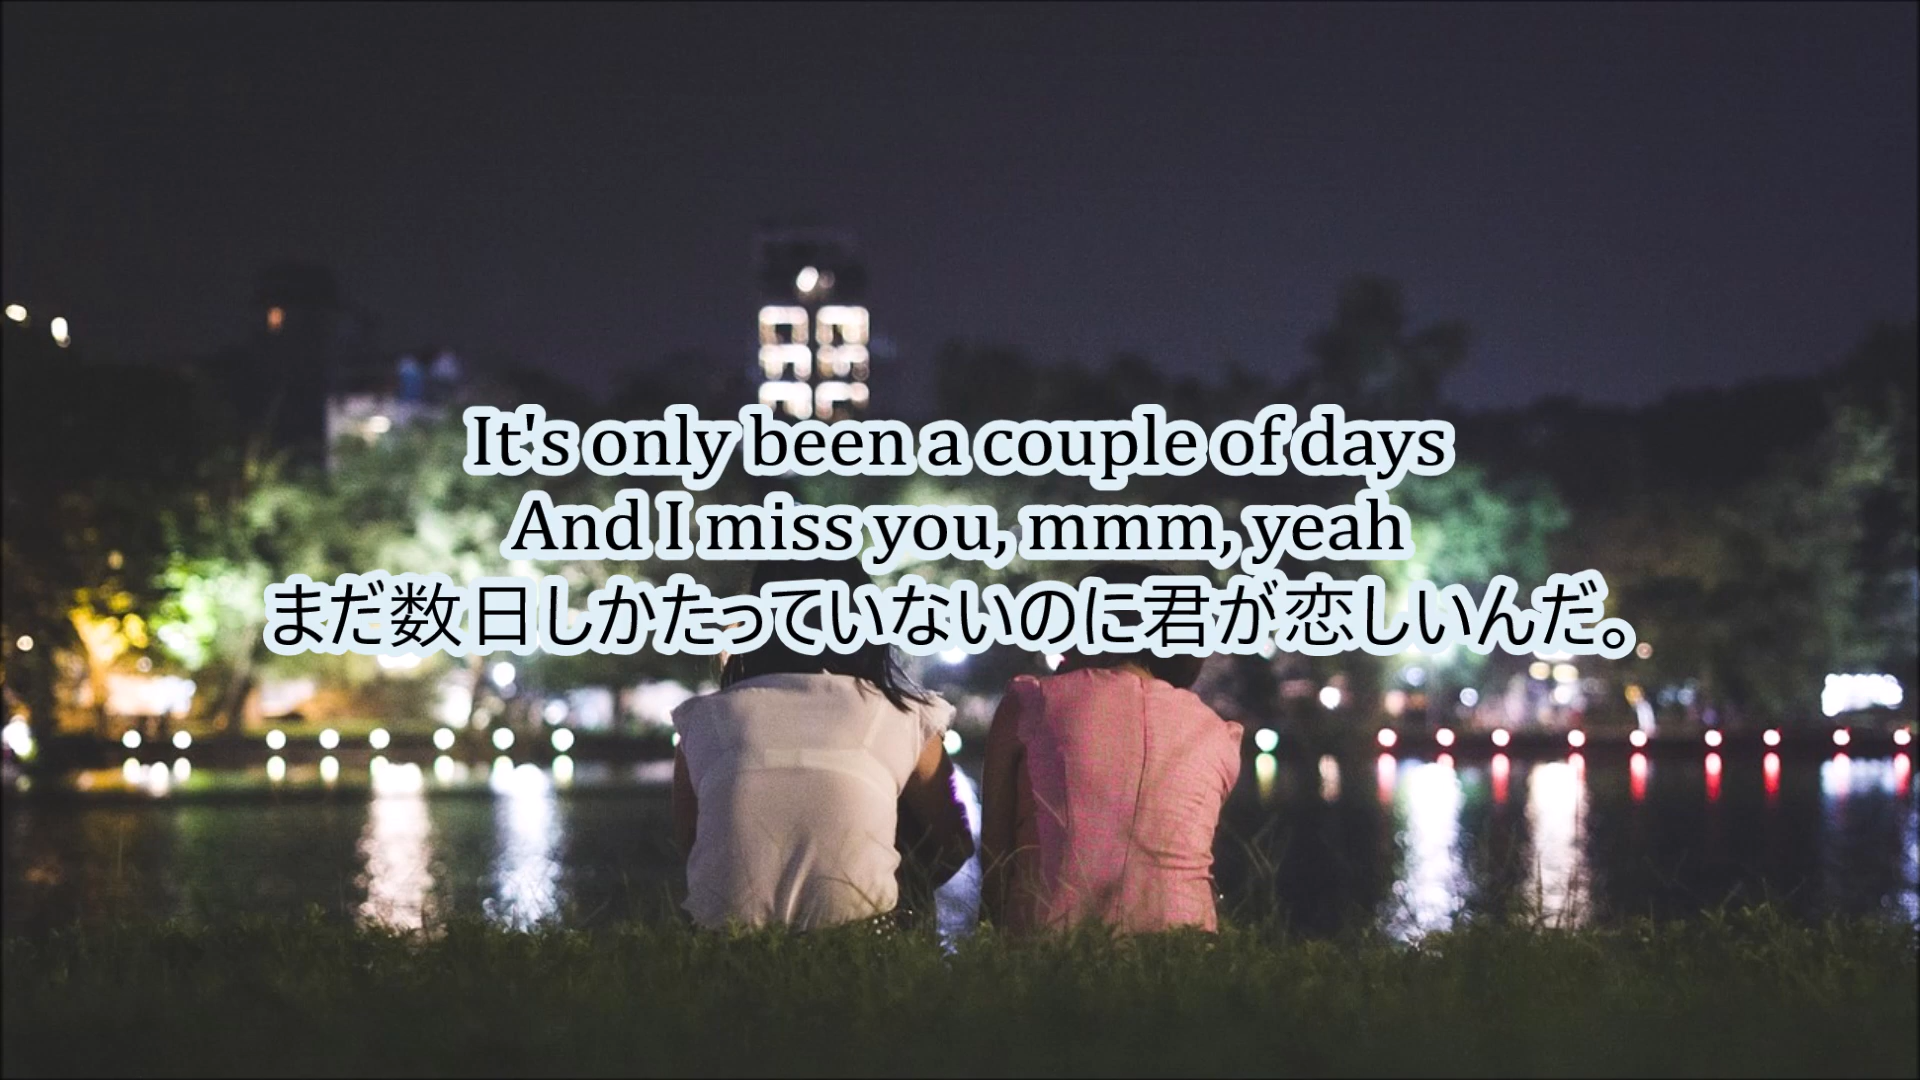 It's only been a couple of days
And I miss you, mmm, yeah
まだ数日しかたっていないのに君が恋しいんだ。